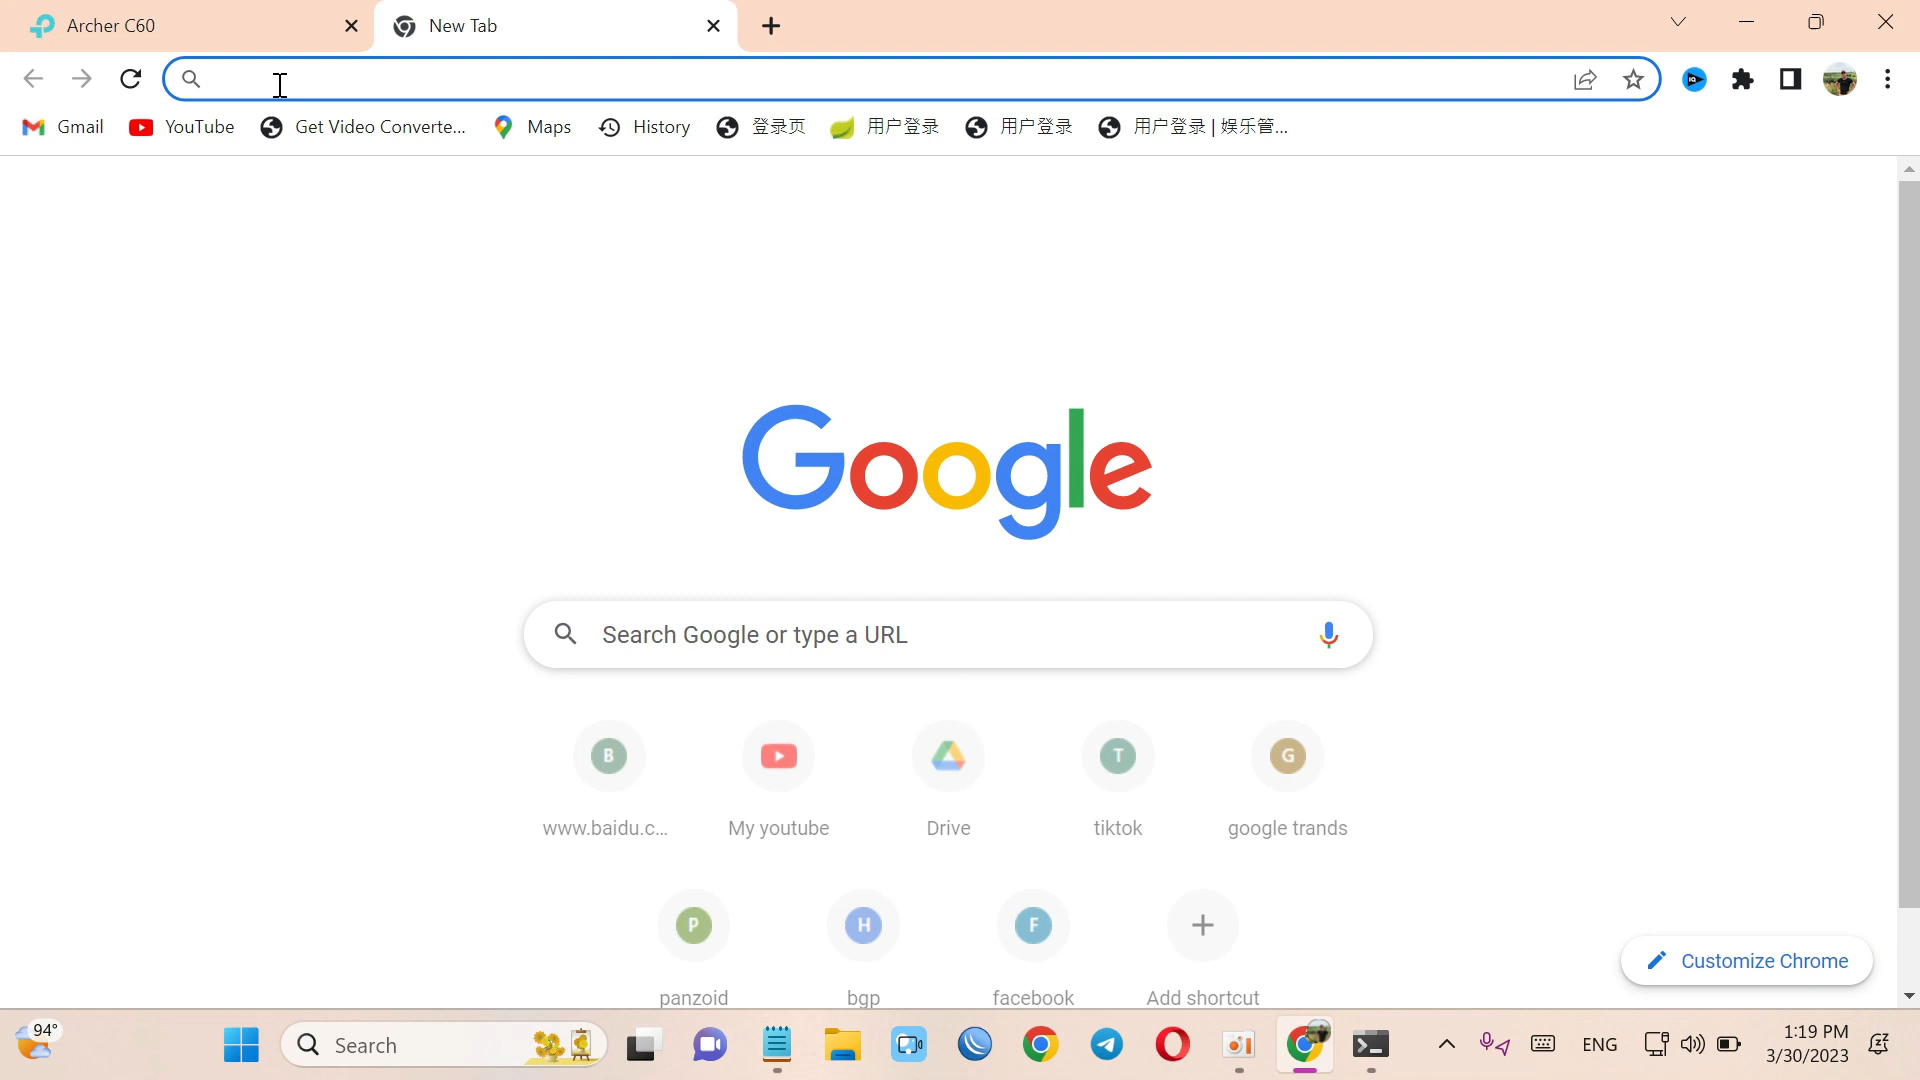 Archer C60
New Tab
Gmail
YouTube
Get Video Converte...
Maps
History
登录页
用户登录
用户登录
用户登录 | 娱乐管...
Google
Search Google or type a URL
B
T
G
www.baidu.c...
My youtube
Drive
tiktok
google trands
P
H
F
panzoid
bgp
facebook
Add shortcut
Customize Chrome
94°
Search
ENG
1:19 PM
3/30/2023